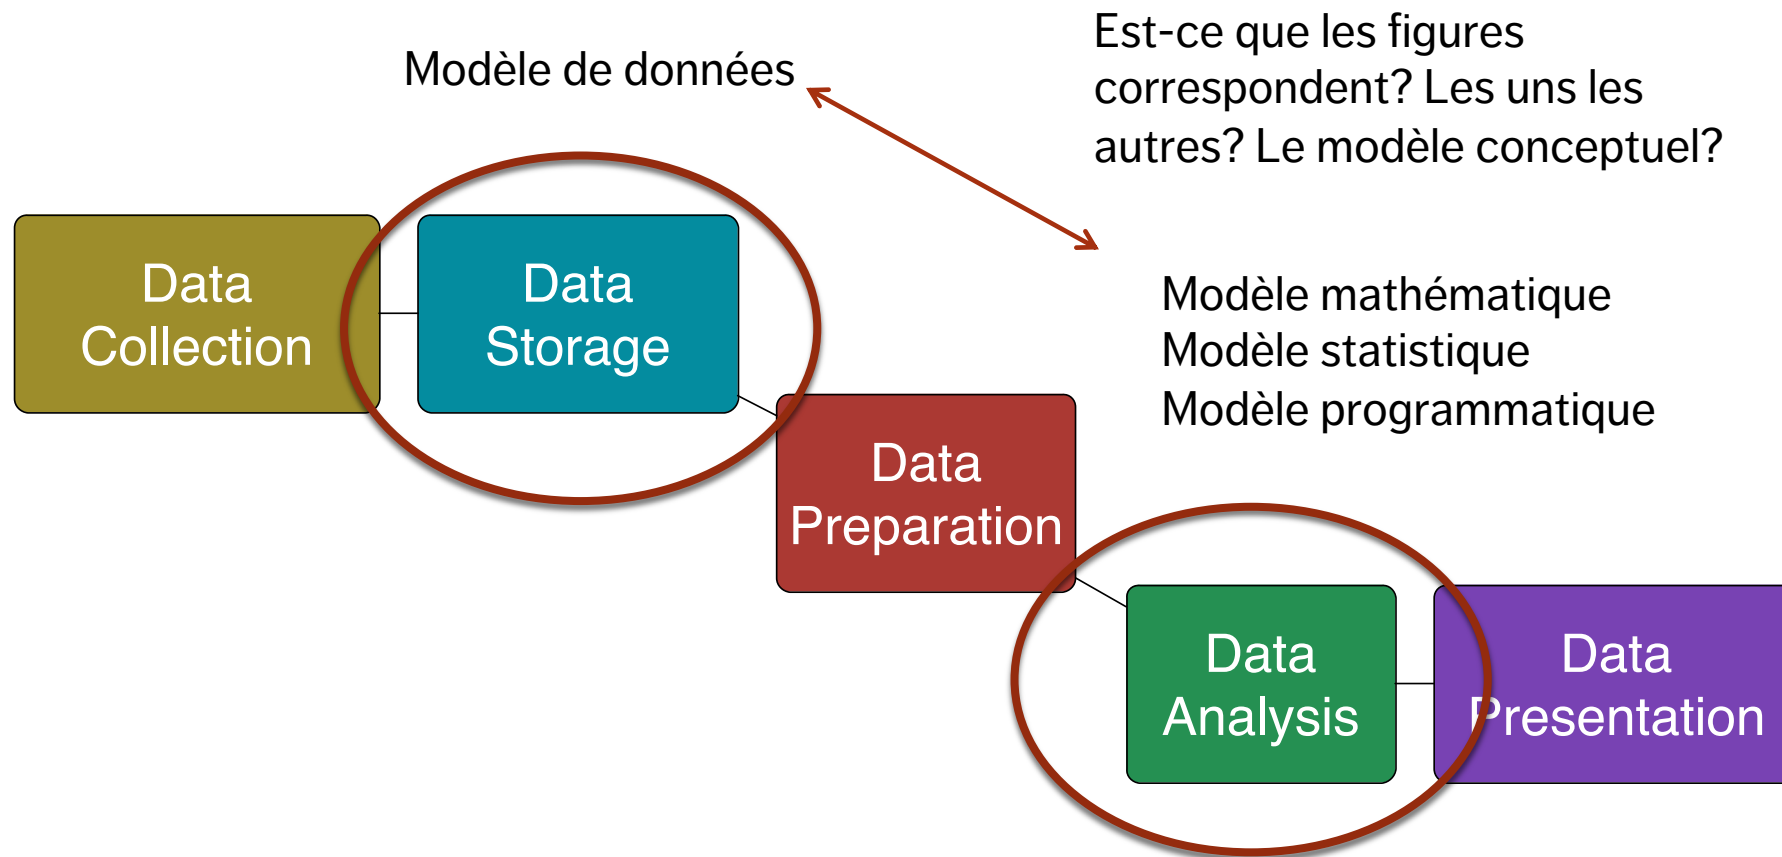 Modèle de données
Est-ce que les figures
correspondent? Les uns les
autres? Le modèle conceptuel?
Data
Collection
Data
Storage
Modèle mathématique
Modèle statistique
Modèle programmatique
Data
Preparation
Data
Analysis
Data
Presentation